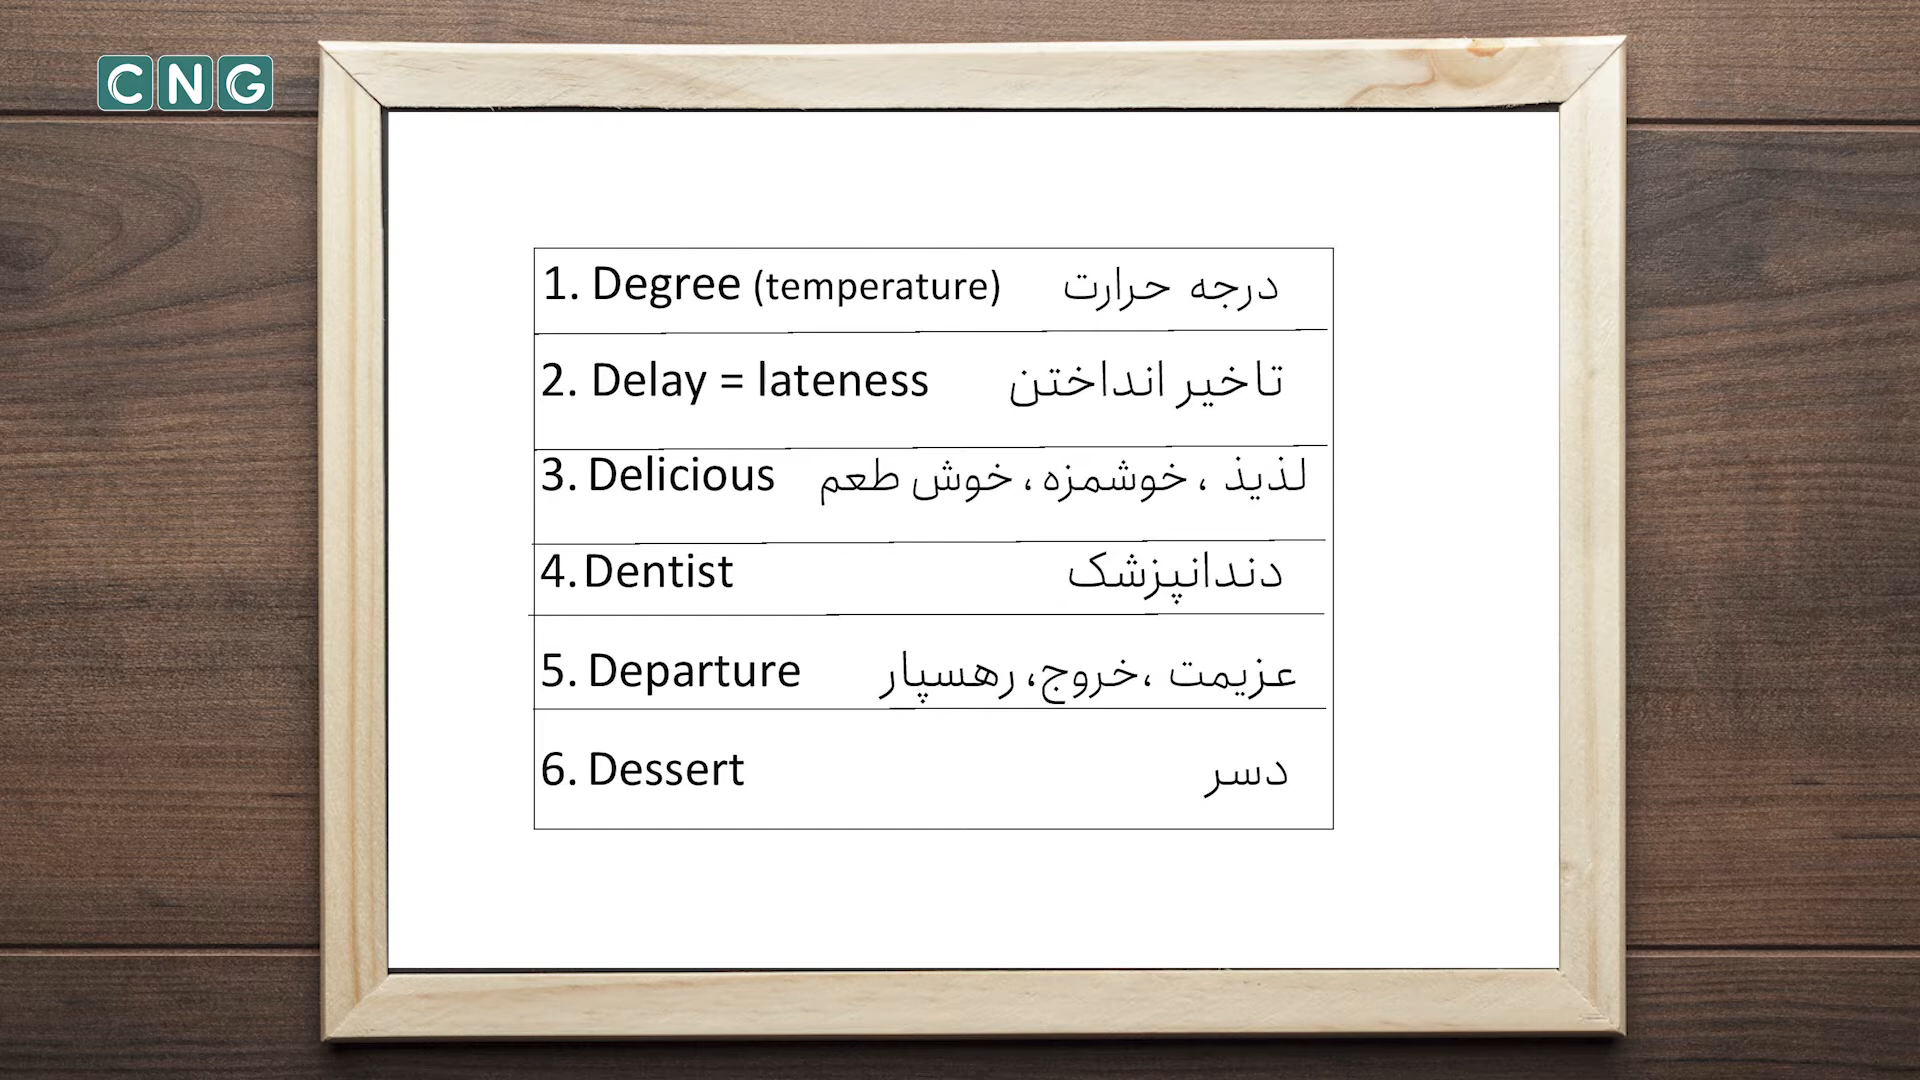 CNG
1. Degree (temperature) درجه حرارت
2. Delay = lateness تاخیر انداختن
3. Delicious لذیذ ، خوشمزه ، خوش طعم
4. Dentist دندانپزشک
5. Departure عزیمت ،خروج، رهسپار
6. Dessert دسر